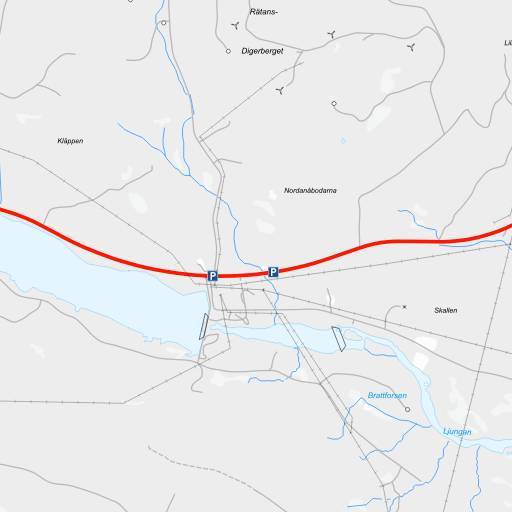 Rätans-
Digerberget
Kläppen
Nordanåbodarna
P
P
Skallen
Brattforsen
Ljungan